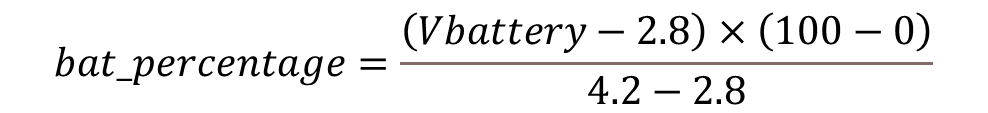 bat_percentage = (Vbattery − 2.8) × (100 − 0)
4.2 − 2.8